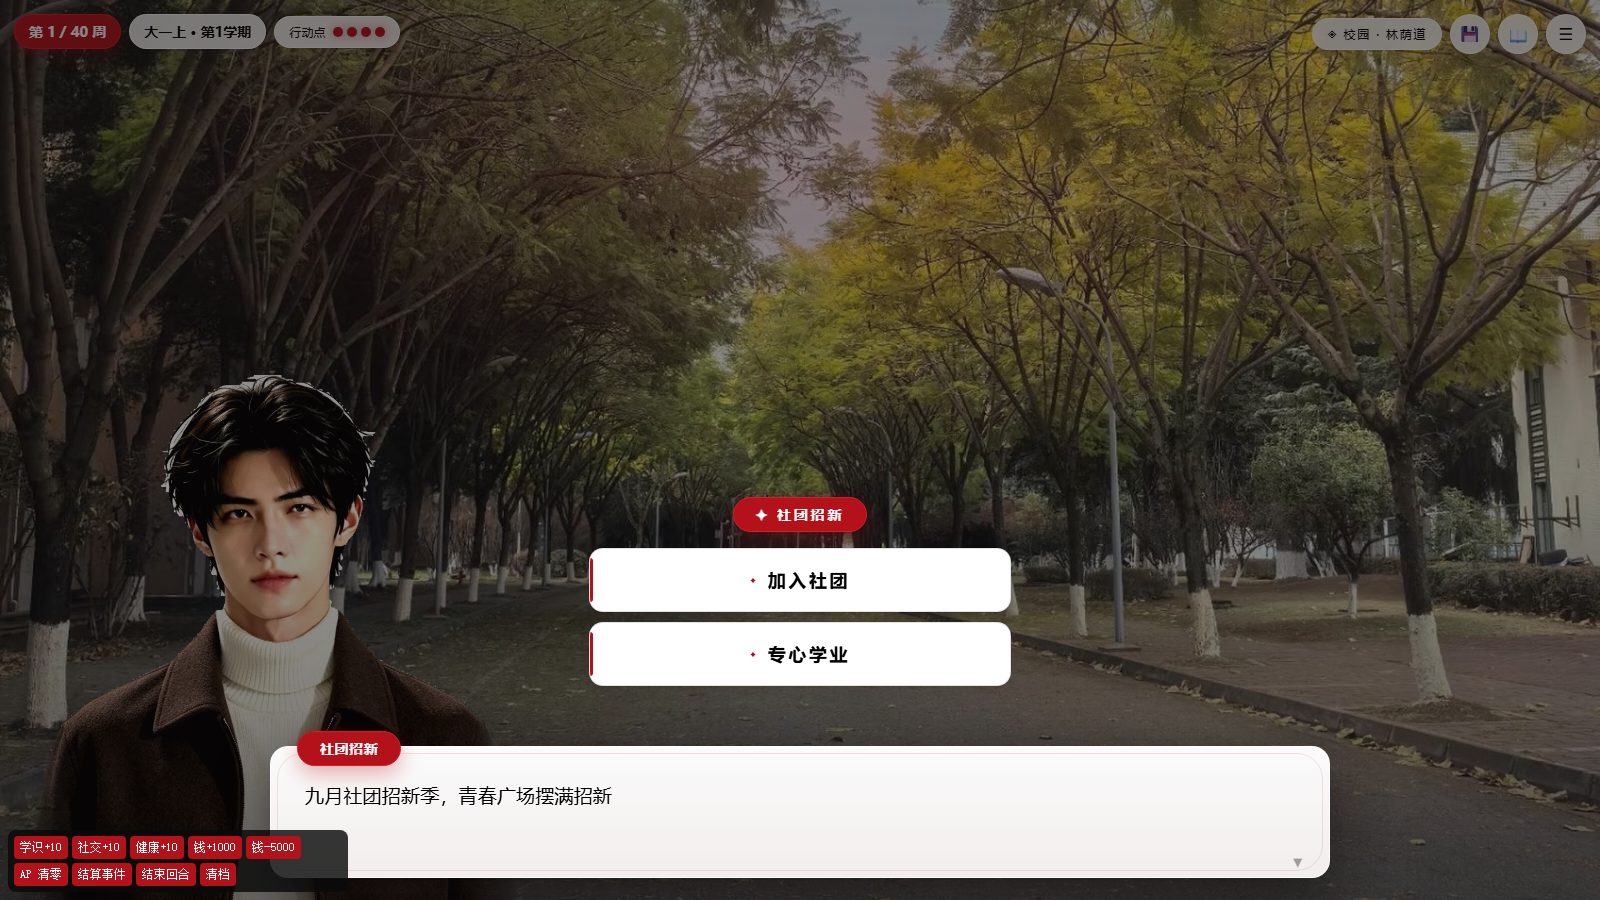 第 1 / 40 周
大一上 • 第1学期
行动点
◈ 校园 · 林荫道
✦ 社团招新
加入社团
专心学业
社团招新
九月社团招新季，青春广场摆满招新
学识+10
社交+10
健康+10
钱+1000
钱-5000
AP 清零
结算事件
结束回合
清档